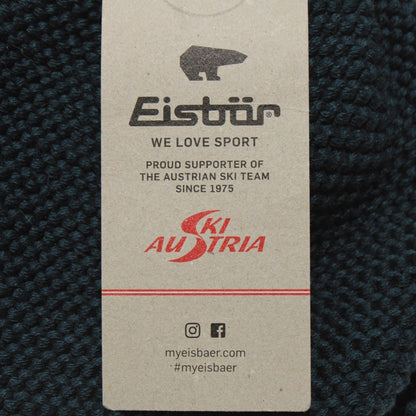 Eisbär®
WE LOVE SPORT
PROUD SUPPORTER OF
THE AUSTRIAN SKI TEAM
SINCE 1975
SKI
AUSTRIA
myeisbaer.com
#myeisbaer